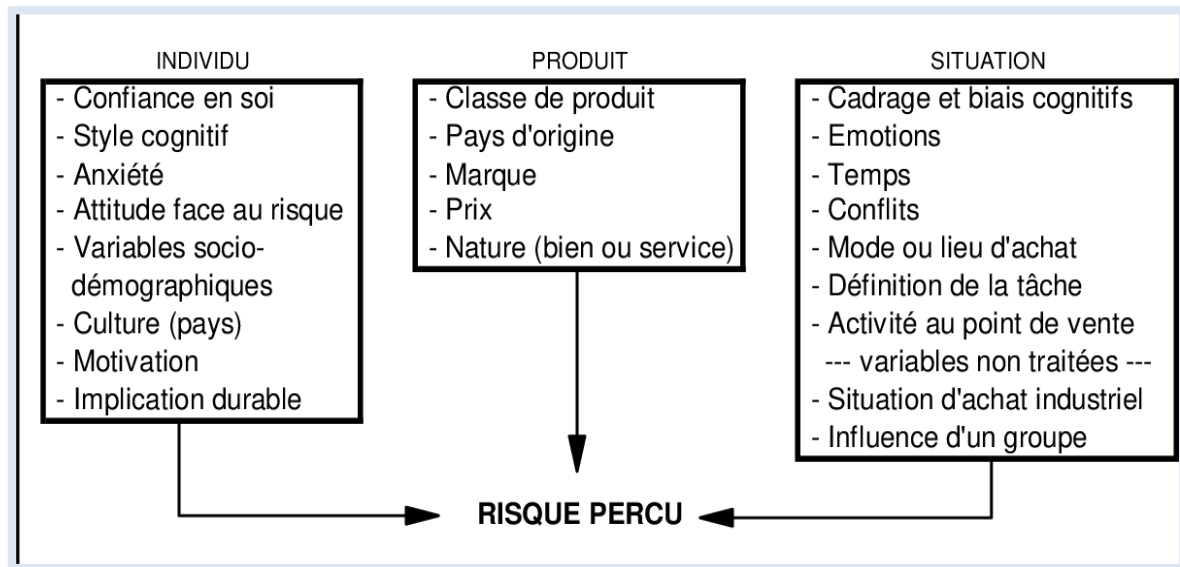 INDIVIDU
- Confiance en soi
- Style cognitif
- Anxiété
- Attitude face au risque
- Variables socio-
démographiques
- Culture (pays)
- Motivation
- Implication durable
PRODUIT
- Classe de produit
- Pays d'origine
- Marque
- Prix
- Nature (bien ou service)
SITUATION
- Cadrage et biais cognitifs
- Emotions
- Temps
- Conflits
- Mode ou lieu d'achat
- Définition de la tâche
- Activité au point de vente
--- variables non traitées ---
- Situation d'achat industriel
- Influence d'un groupe
RISQUE PERCU